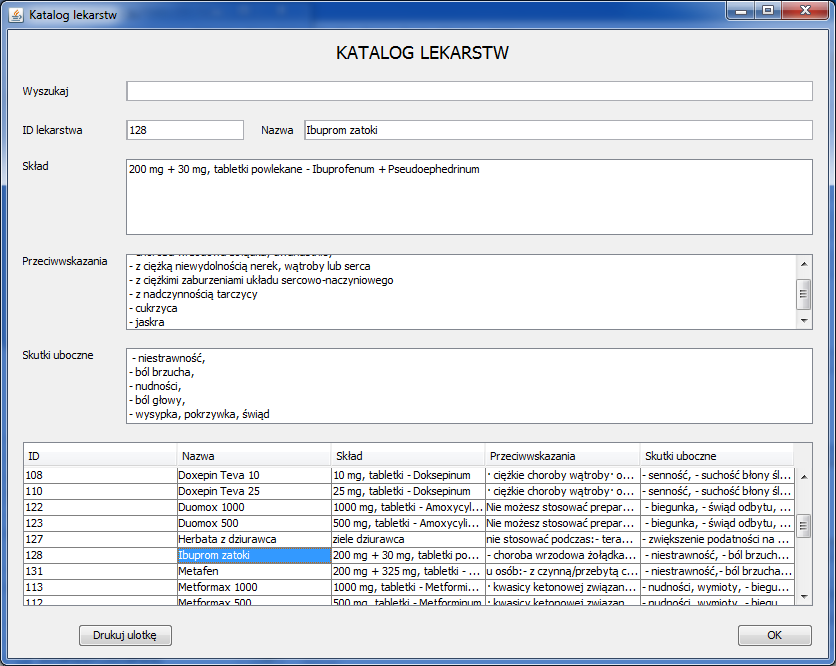 Katalog lekarstw
KATALOG LEKARSTW
Wyszukaj
ID lekarstwa 128 Nazwa Ibuprom zatoki
Skład
200 mg + 30 mg, tabletki powlekane - Ibuprofenum + Pseudoephedrinum
Przeciwwskazania
- z ciężką niewydolnością nerek, wątroby lub serca
- z ciężkimi zaburzeniami układu sercowo-naczyniowego
- z nadczynnością tarczycy
- cukrzyca
- jaskra
Skutki uboczne
- niestrawność,
- ból brzucha,
- nudności,
- ból głowy,
- wysypka, pokrzywka, świąd
ID Nazwa Skład Przeciwwskazania Skutki uboczne
108 Doxepin Teva 10 10 mg, tabletki - Doksepinum · ciężkie choroby wątroby· o... - senność, - suchość błony śl...
110 Doxepin Teva 25 25 mg, tabletki - Doksepinum · ciężkie choroby wątroby· o... - senność, - suchość błony śl...
122 Duomox 1000 1000 mg, tabletki - Amoxycyl... Nie możesz stosować prepar... - biegunka, - świąd odbytu, ...
123 Duomox 500 500 mg, tabletki - Amoxycyli... Nie możesz stosować prepar... - biegunka, - świąd odbytu, ...
127 Herbata z dziurawca ziele dziurawca nie stosować podczas:- tera... - zwiększenie podatności na ...
128 Ibuprom zatoki 200 mg + 30 mg, tabletki po... - choroba wrzodowa żołądka... - niestrawność,- ból brzuch...
131 Metafen 200 mg + 325 mg, tabletki - ... u osób:- z czynną/przebytą c... - niestrawność,- ból brzucha...
113 Metformax 1000 1000 mg, tabletki - Metformi... · kwasicy ketonowej związan... - nudności, wymioty, - biegu...
112 Metformax 500 500 mg, tabletki - Metforminum · kwasicy ketonowej związan... - nudności, wymioty, - biegu...
Drukuj ulotkę OK